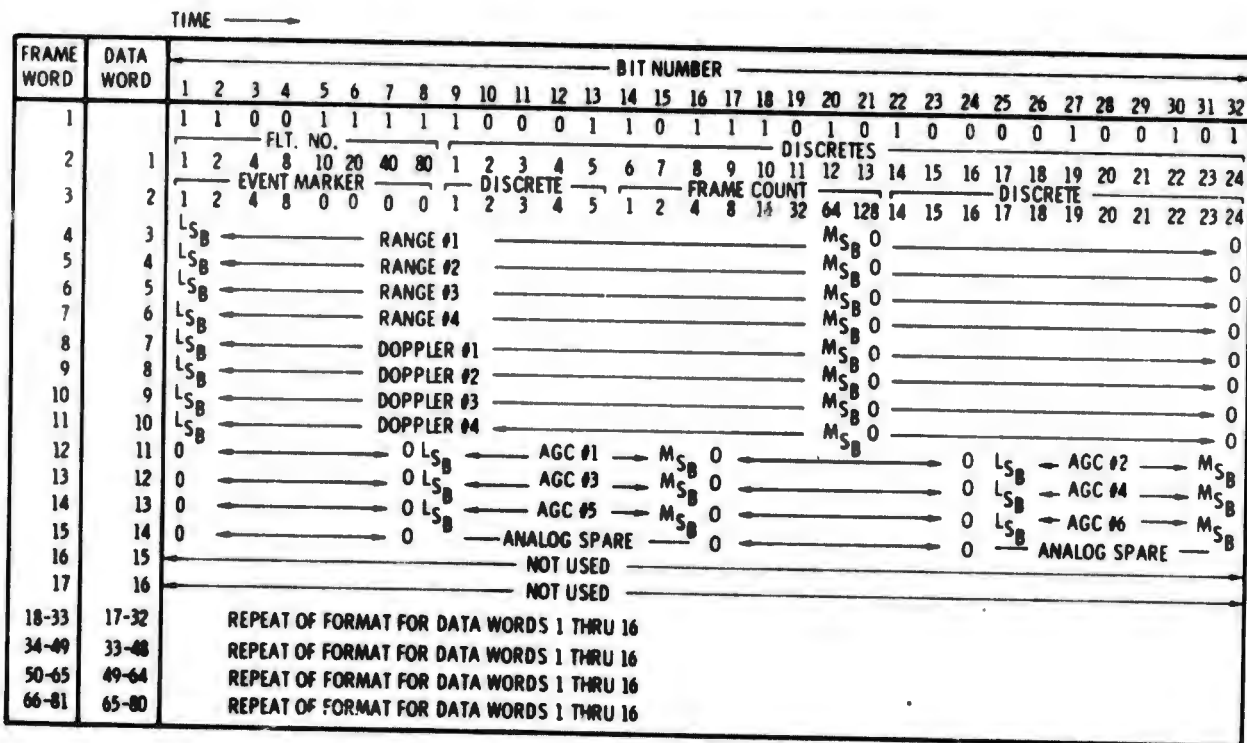 TIME
FRAME WORD DATA WORD BIT NUMBER
1 2 3 4 5 6 7 8 9 10 11 12 13 14 15 16 17 18 19 20 21 22 23 24 25 26 27 28 29 30 31 32
1 1 1 0 0 1 1 1 1 1 0 0 0 1 1 0 1 1 1 0 1 0 1 0 0 0 0 1 0 0 1 0 1
FLT. NO. DISCRETES
2 1 1 2 4 8 10 20 40 80 1 2 3 4 5 6 7 8 9 10 11 12 13 14 15 16 17 18 19 20 21 22 23 24
EVENT MARKER DISCRETE FRAME COUNT DISCRETE
3 2 1 2 4 8 0 0 0 0 1 2 3 4 5 1 2 4 8 32 64 128 14 15 16 17 18 19 20 21 22 23 24
4 3 LSB RANGE #1 MSB 0 0
5 4 LSB RANGE #2 MSB 0 0
6 5 LSB RANGE #3 MSB 0 0
7 6 LSB RANGE #4 MSB 0 0
8 7 LSB DOPPLER #1 MSB 0 0
9 8 LSB DOPPLER #2 MSB 0 0
10 9 LSB DOPPLER #3 MSB 0 0
11 10 LSB DOPPLER #4 MSB 0 0
12 11 0 0 LSB AGC #1 MSB 0 0 LSB AGC #2 MSB
13 12 0 0 LSB AGC #3 MSB 0 0 LSB AGC #4 MSB
14 13 0 0 LSB AGC #5 MSB 0 0 LSB AGC #6 MSB
15 14 0 0 ANALOG SPARE 0 0 ANALOG SPARE
16 15 NOT USED
17 16 NOT USED
18-33 17-32 REPEAT OF FORMAT FOR DATA WORDS 1 THRU 16
34-49 33-48 REPEAT OF FORMAT FOR DATA WORDS 1 THRU 16
50-65 49-64 REPEAT OF FORMAT FOR DATA WORDS 1 THRU 16
66-81 65-80 REPEAT OF FORMAT FOR DATA WORDS 1 THRU 16